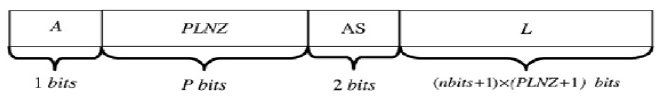 A PLNZ AS L
1 bits P bits 2 bits (nbits+1)×(PLNZ+1) bits